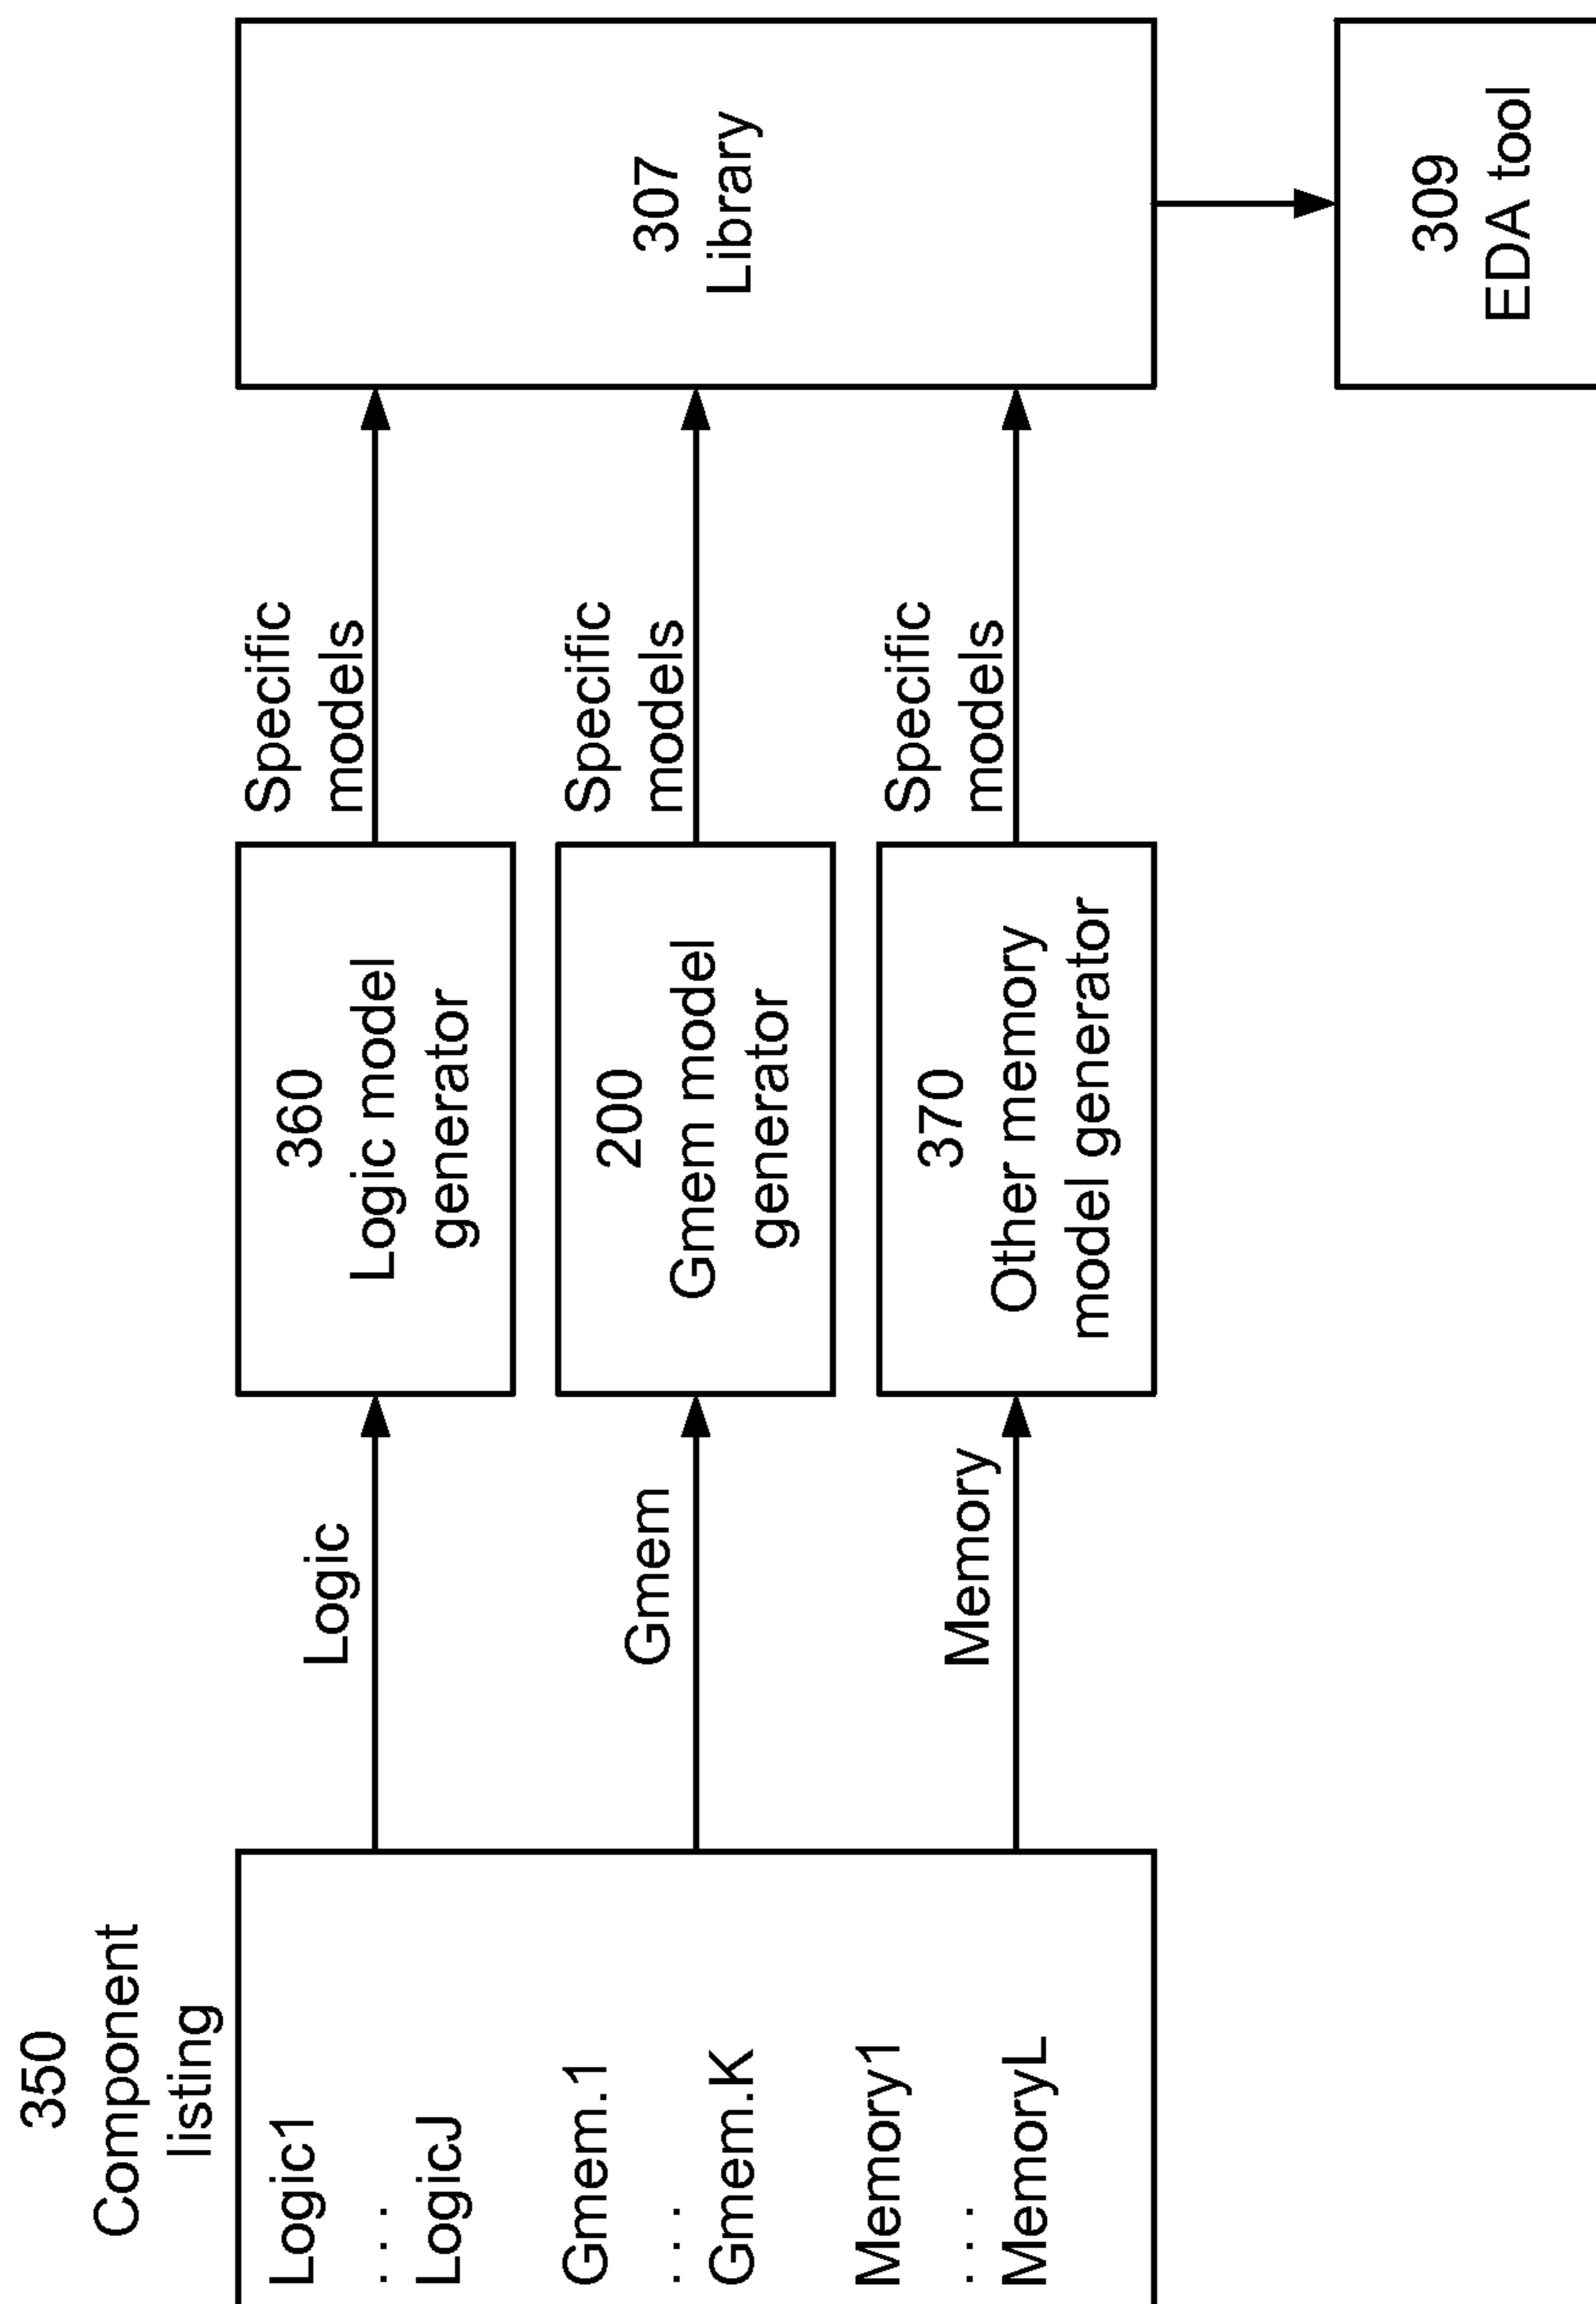 350
Component
listing
Logic1
. . .
LogicJ
Gmem.1
. . .
Gmem.K
Memory1
. . .
MemoryL
Logic
Gmem
Memory
360
Logic model
generator
200
Gmem model
generator
370
Other memory
model generator
Specific
models
Specific
models
Specific
models
307
Library
309
EDA tool